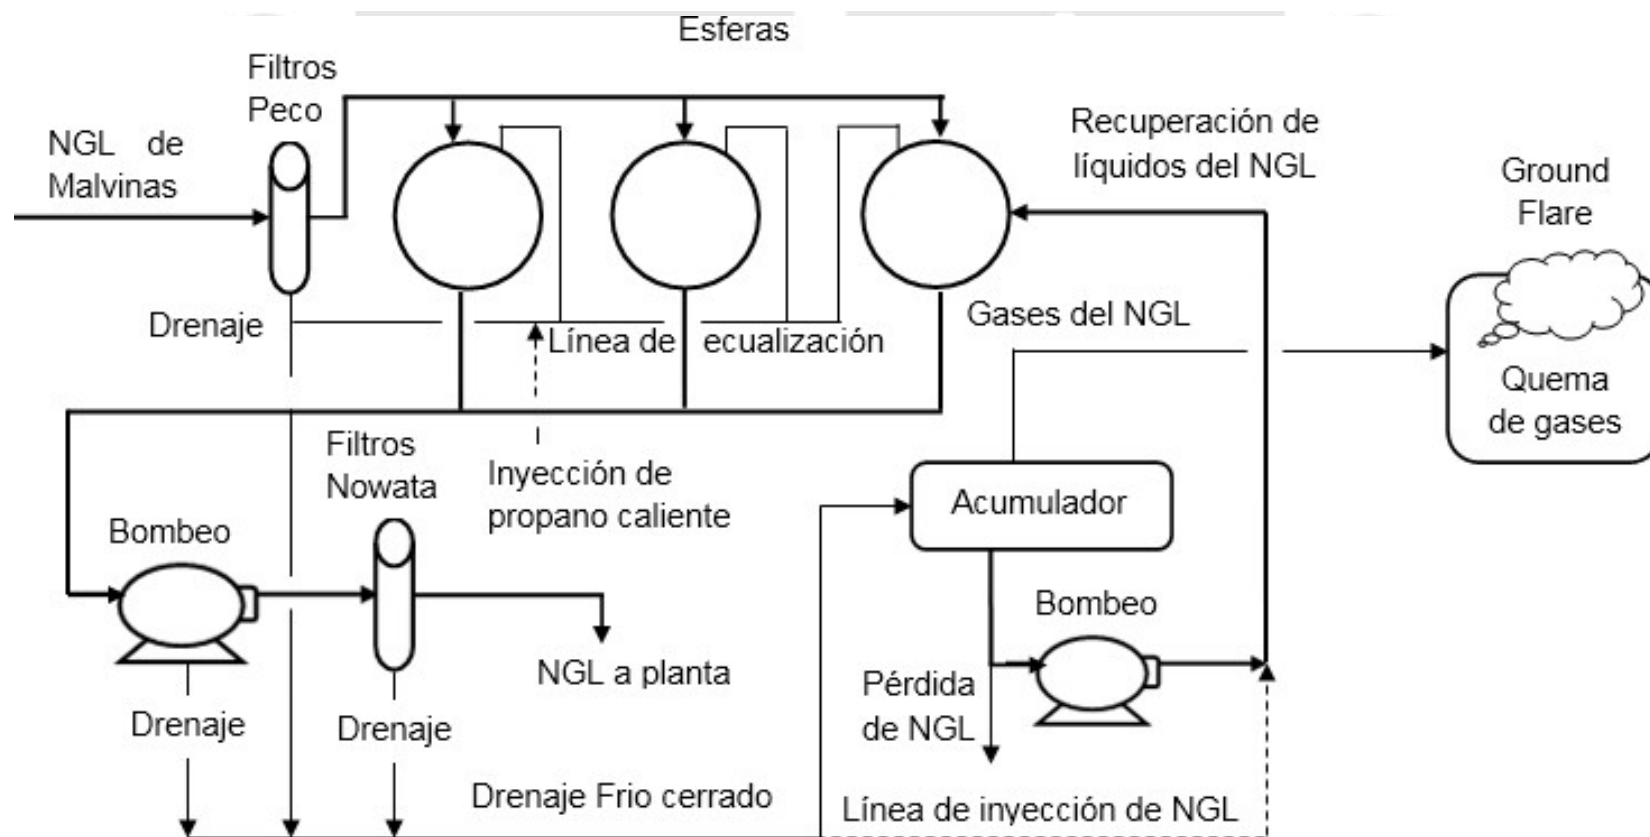 Esferas
Filtros
Peco
NGL de
Malvinas
Recuperación de
líquidos del NGL
Ground
Flare
Drenaje
Línea de ecualización
Gases del NGL
Quema
de gases
Filtros
Nowata
Inyección de
propano caliente
Bombeo
Acumulador
Bombeo
NGL a planta
Pérdida
de NGL
Drenaje
Drenaje
Drenaje Frio cerrado
Línea de inyección de NGL